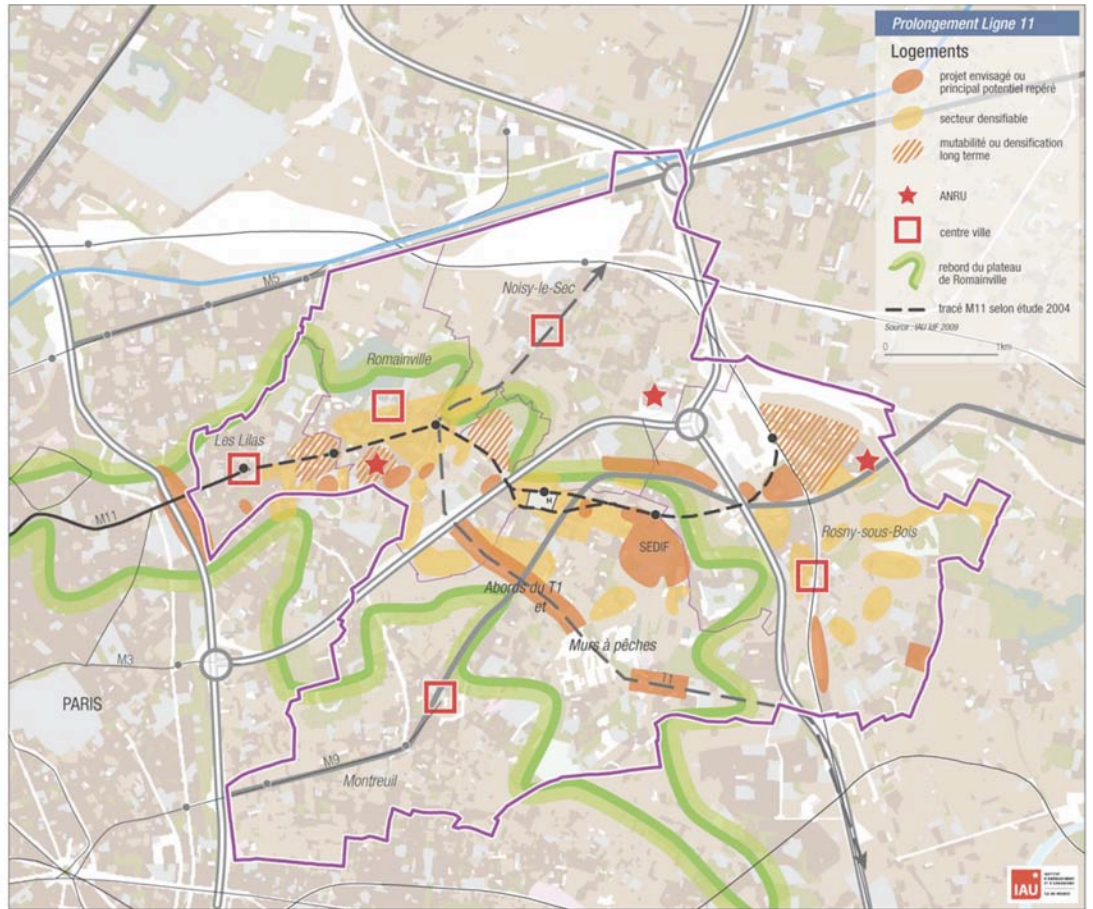 Prolongement Ligne 11
Logements
projet envisagé ou
principal potentiel repéré
secteur densifiable
mutabilité ou densification
long terme
ANRU
centre ville
rebord du plateau
de Romainville
tracé M11 selon étude 2004
Source : IAU IdF 2009
0 1km
M5
Noisy-le-Sec
Romainville
Les Lilas
M11
Rosny-sous-Bois
SEDIF
Abords du T1
et
Murs à pêches
M3
T1
PARIS
M9
Montreuil
IAU